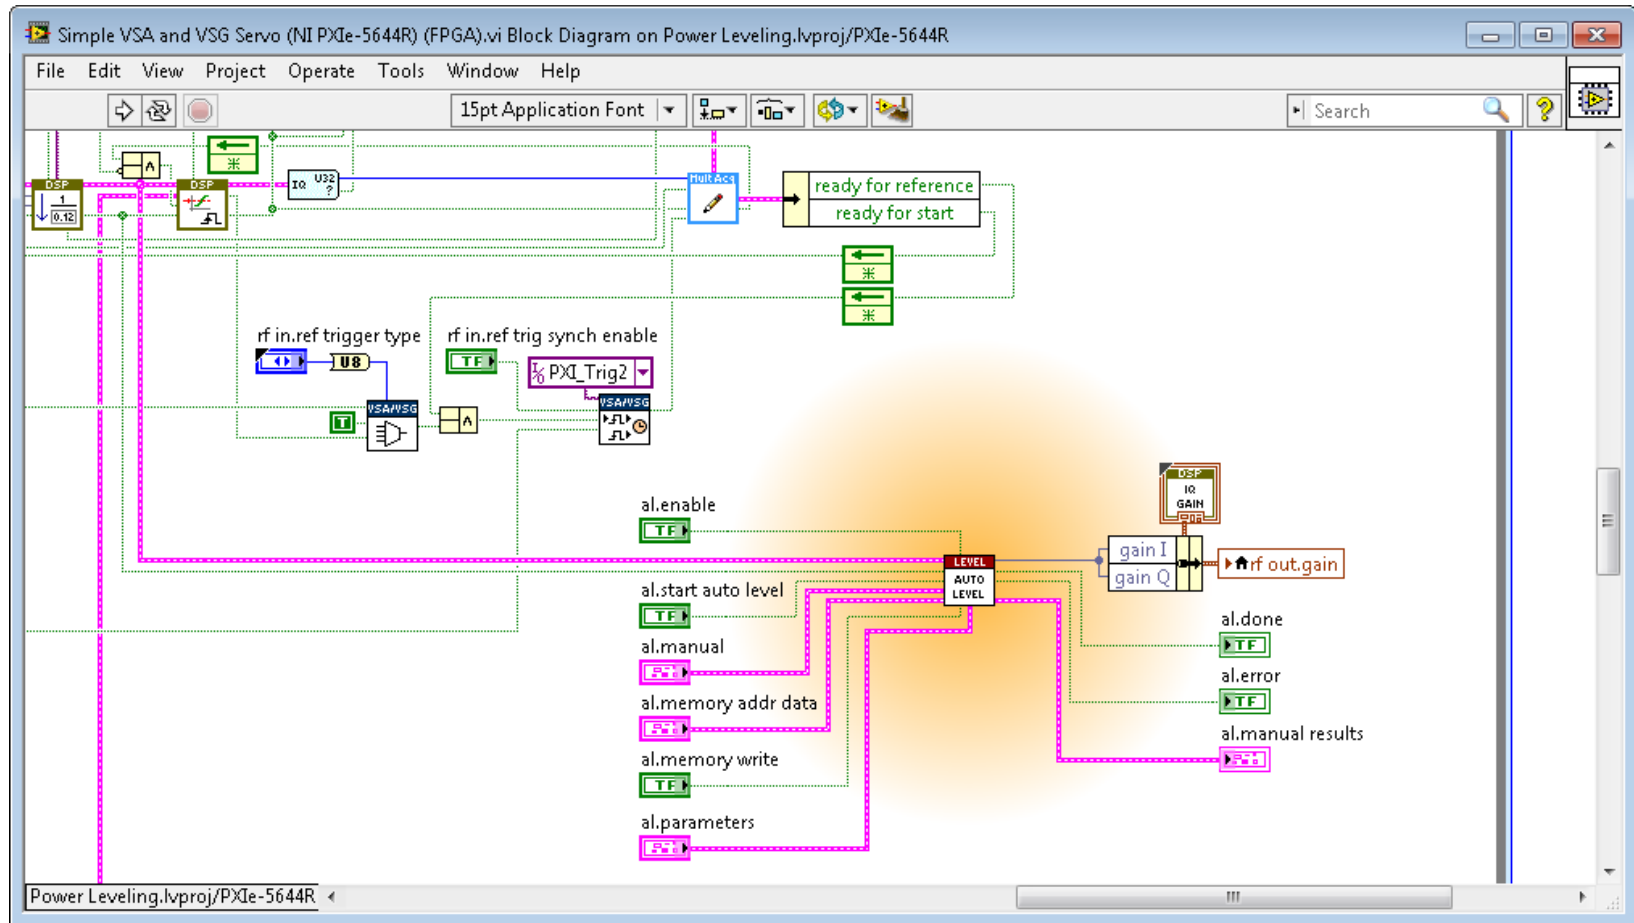 Simple VSA and VSG Servo (NI PXIe-5644R) (FPGA).vi Block Diagram on Power Leveling.lvproj/PXIe-5644R
File Edit View Project Operate Tools Window Help
15pt Application Font
Search
DSP
1
0.12
DSP
IQ U32
?
Mult Acq
ready for reference
ready for start
rf in.ref trigger type
rf in.ref trig synch enable
U8
TF
I/O PXI_Trig2
VSA/VSG
VSA/VSG
T
DSP
IQ
GAIN
al.enable
TF
LEVEL
AUTO
LEVEL
gain I
gain Q
rf out.gain
al.start auto level
TF
al.done
TF
al.manual
al.error
TF
al.memory addr data
al.manual results
al.memory write
TF
al.parameters
Power Leveling.lvproj/PXIe-5644R